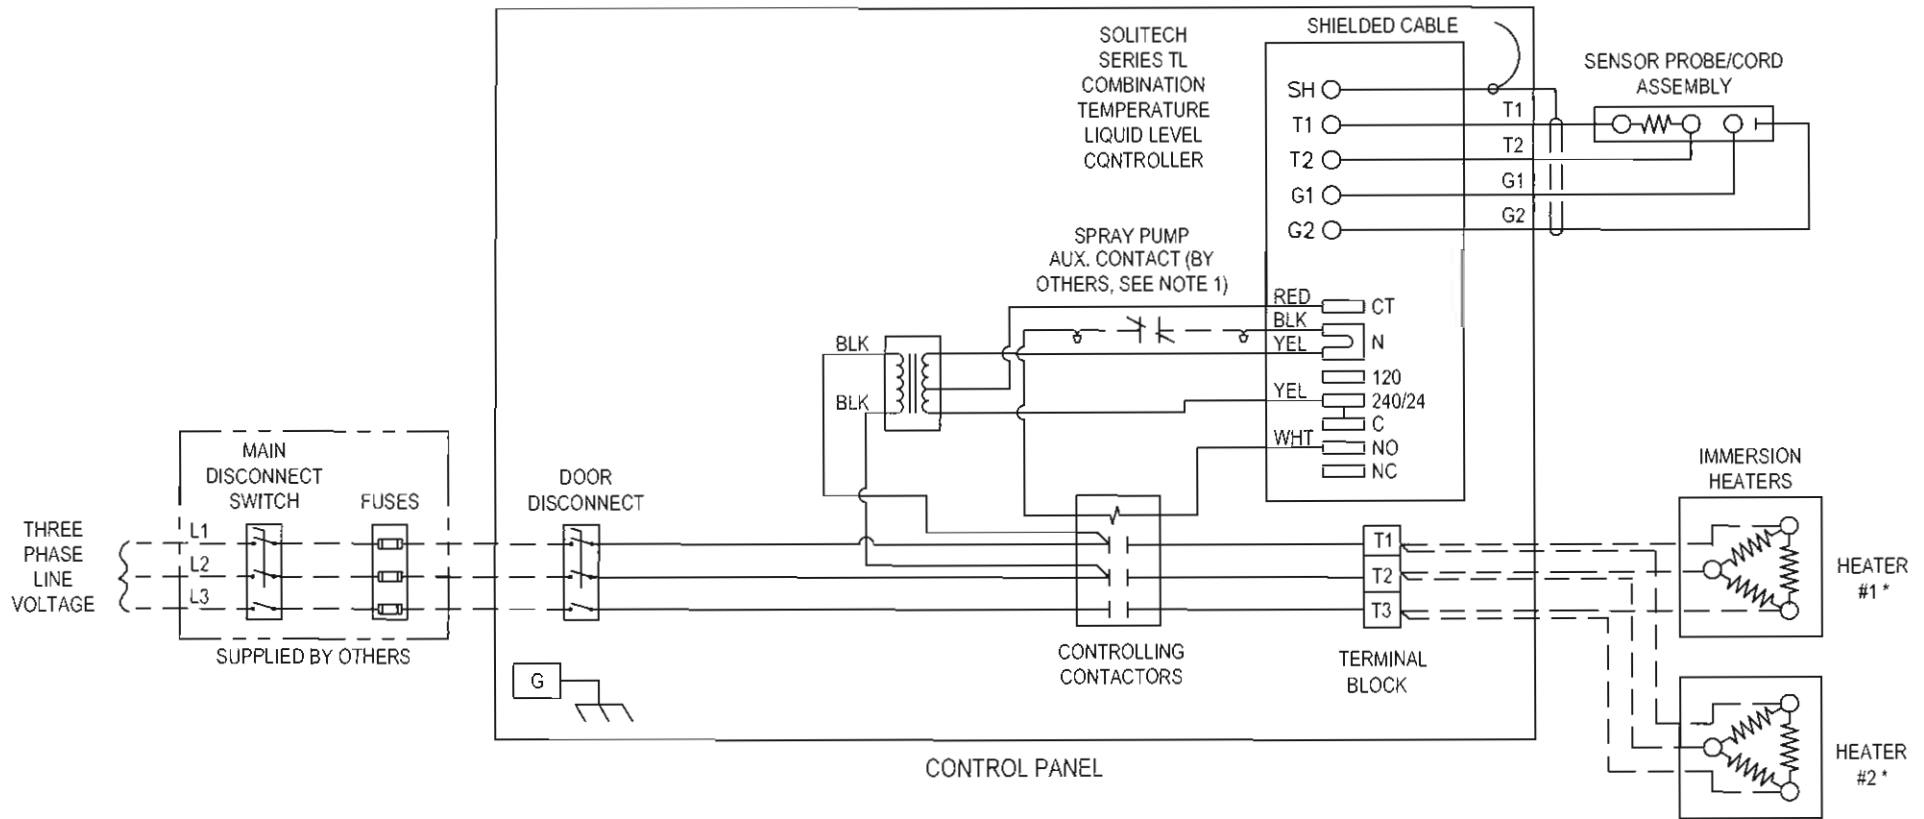 SOLITECH
SERIES TL
COMBINATION
TEMPERATURE
LIQUID LEVEL
CQNTROLLER
SHIELDED CABLE
SENSOR PROBE/CORD
ASSEMBLY
SH
T1
T2
G1
G2
T1
T2
G1
G2
SPRAY PUMP
AUX. CONTACT (BY
OTHERS, SEE NOTE 1)
RED
BLK
YEL
YEL
WHT
CT
N
120
240/24
C
NO
NC
BLK
BLK
MAIN
DISCONNECT
SWITCH
FUSES
DOOR
DISCONNECT
THREE
PHASE
LINE
VOLTAGE
L1
L2
L3
SUPPLIED BY OTHERS
G
CONTROLLING
CONTACTORS
T1
T2
T3
TERMINAL
BLOCK
IMMERSION
HEATERS
HEATER
#1 *
HEATER
#2 *
CONTROL PANEL